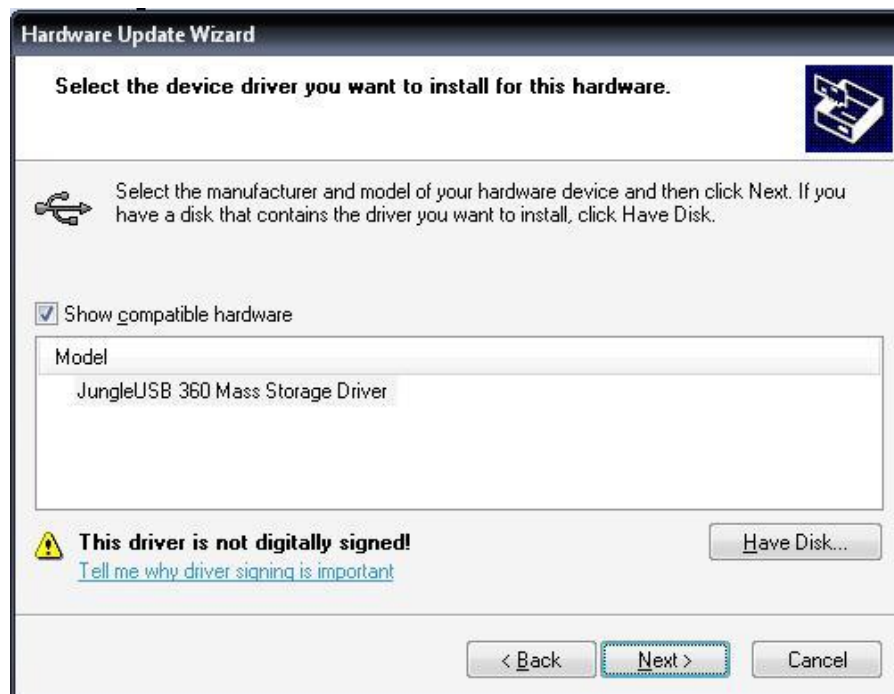 Hardware Update Wizard
Select the device driver you want to install for this hardware.
Select the manufacturer and model of your hardware device and then click Next. If you
have a disk that contains the driver you want to install, click Have Disk.
Show compatible hardware
Model
JungleUSB 360 Mass Storage Driver
This driver is not digitally signed!
Have Disk...
Tell me why driver signing is important
< Back
Next >
Cancel